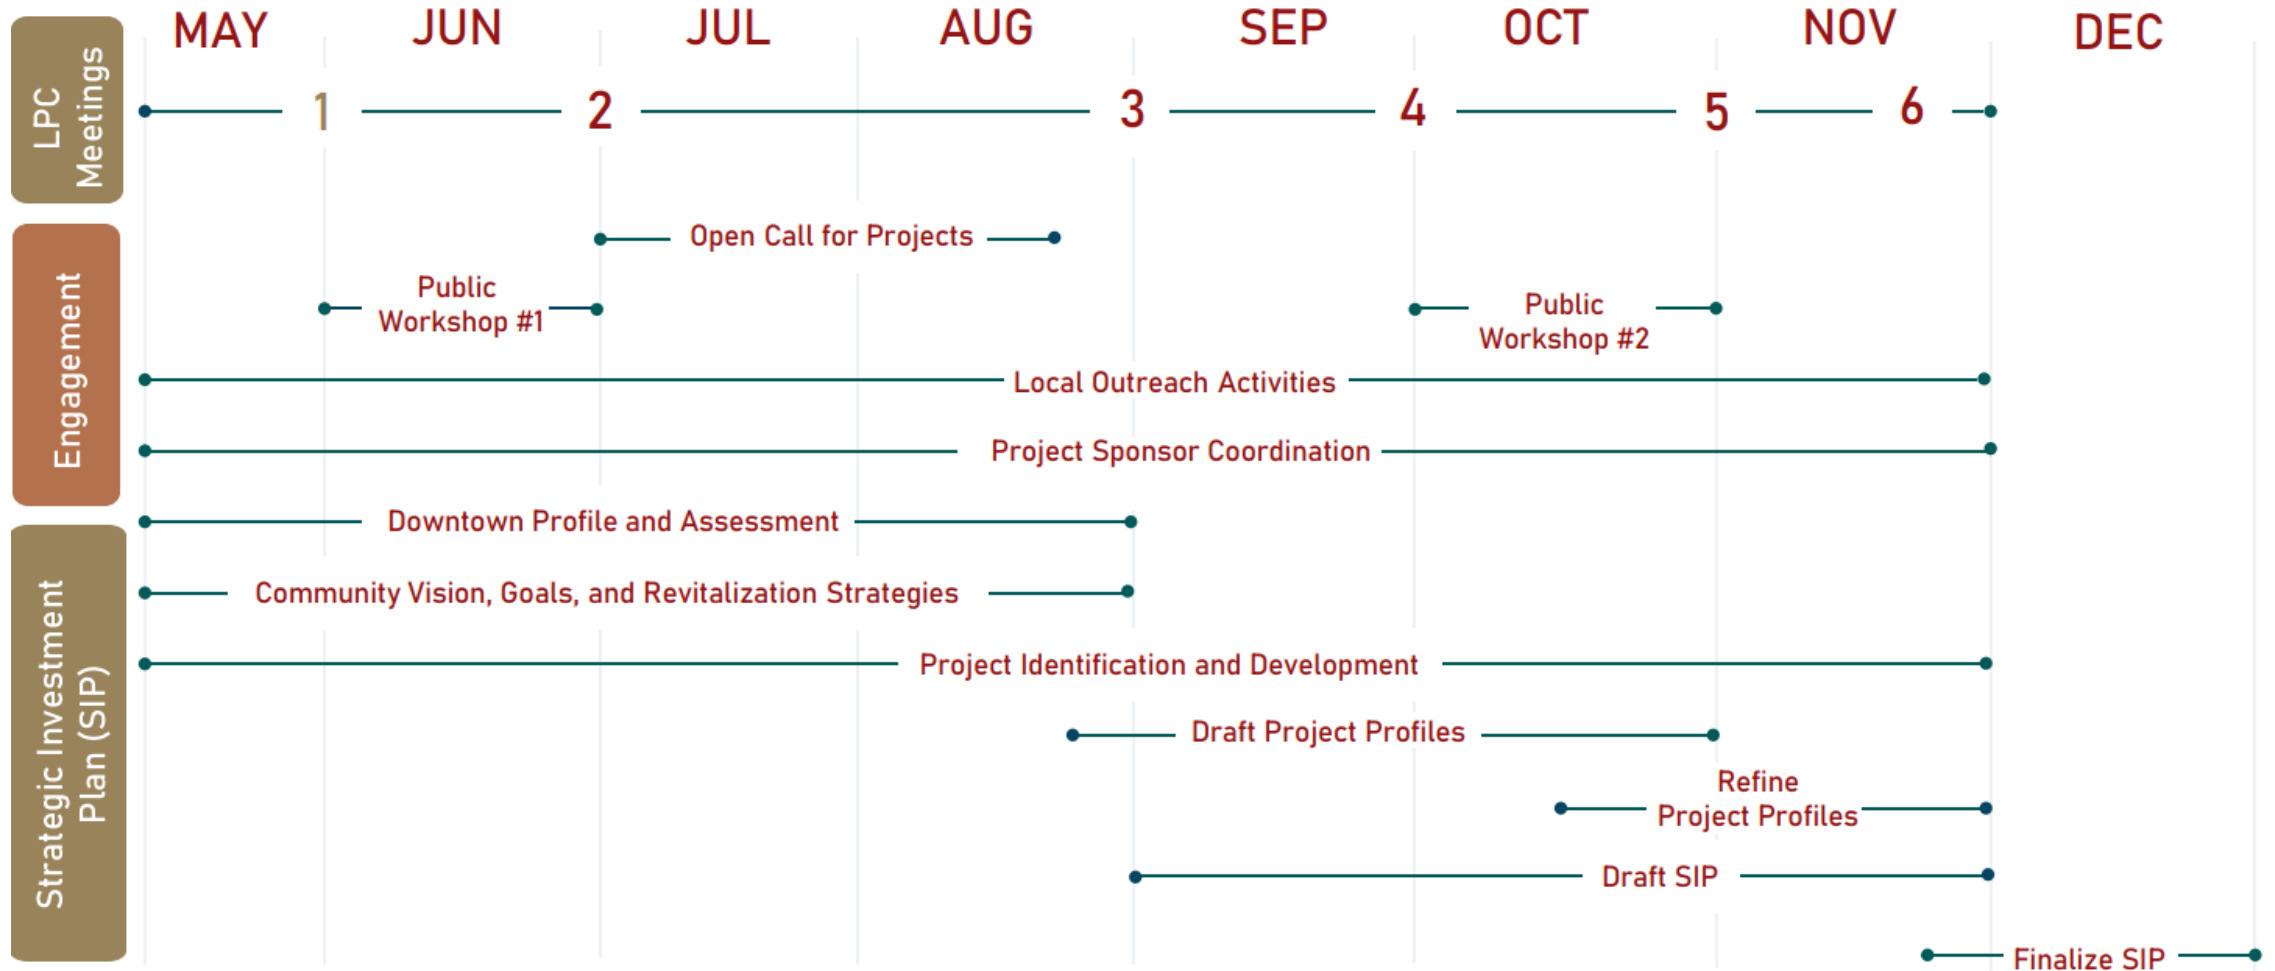 MAY JUN JUL AUG SEP OCT NOV DEC
LPC
Meetings
1 2 3 4 5 6
Engagement
Open Call for Projects
Public
Workshop #1
Public
Workshop #2
Local Outreach Activities
Project Sponsor Coordination
Strategic Investment
Plan (SIP)
Downtown Profile and Assessment
Community Vision, Goals, and Revitalization Strategies
Project Identification and Development
Draft Project Profiles
Refine
Project Profiles
Draft SIP
Finalize SIP